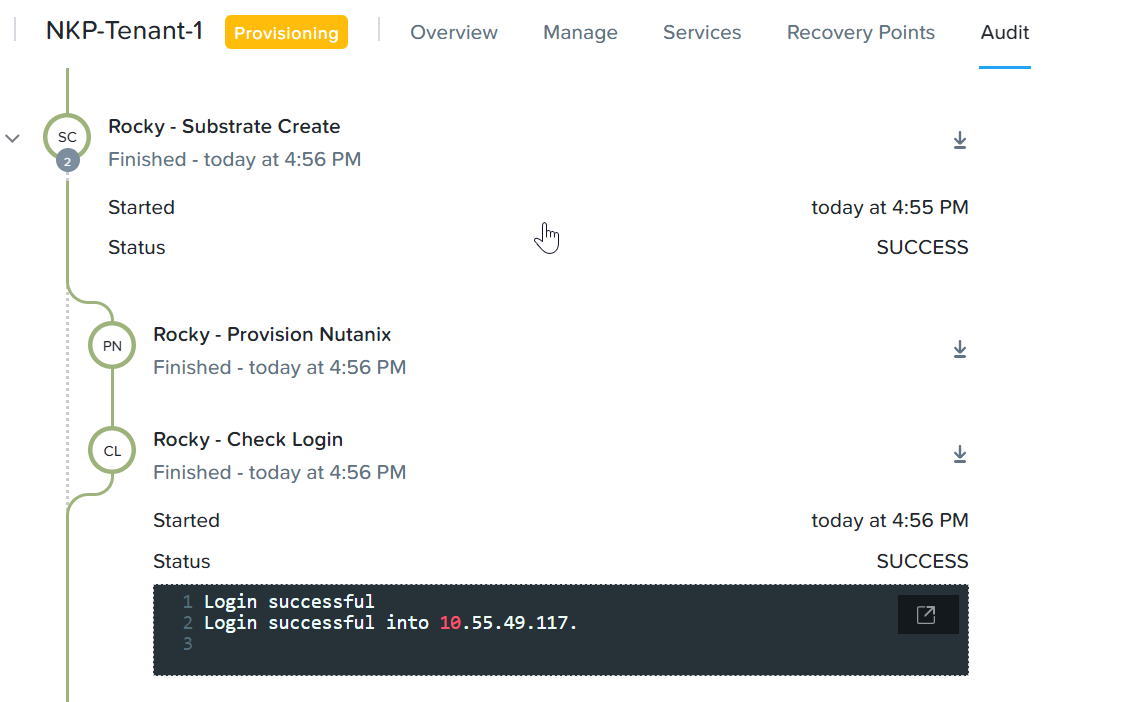 NKP-Tenant-1 Provisioning Overview Manage Services Recovery Points Audit
SC
2
Rocky - Substrate Create
Finished - today at 4:56 PM
Started today at 4:55 PM
Status SUCCESS
PN
Rocky - Provision Nutanix
Finished - today at 4:56 PM
CL
Rocky - Check Login
Finished - today at 4:56 PM
Started today at 4:56 PM
Status SUCCESS
1 Login successful
2 Login successful into 10.55.49.117.
3